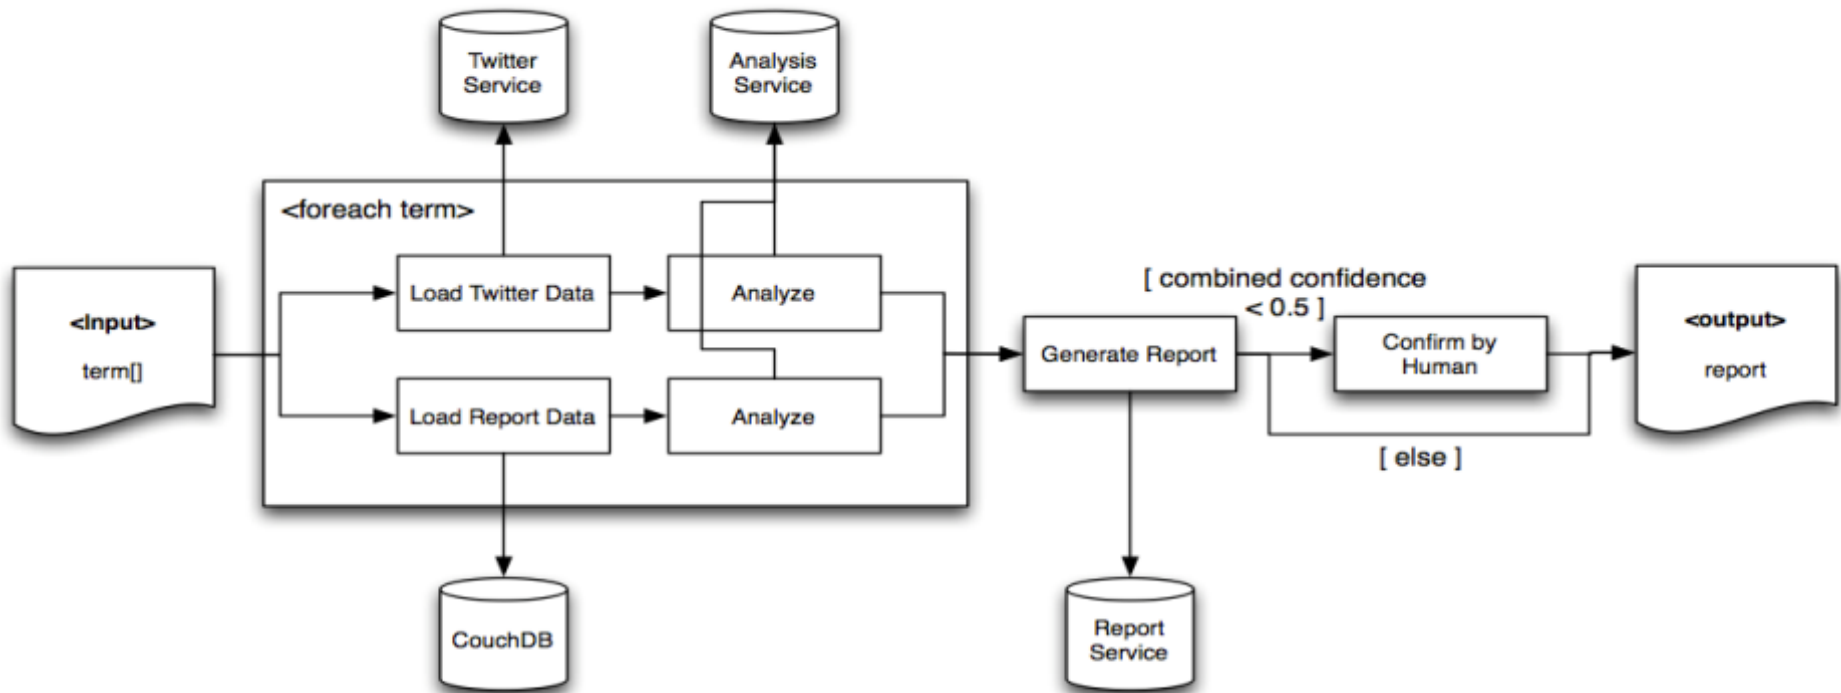 Twitter
Service
Analysis
Service
<foreach term>
<Input>
term[]
Load Twitter Data
Analyze
Load Report Data
Analyze
[ combined confidence
< 0.5 ]
Generate Report
Confirm by
Human
[ else ]
<output>
report
CouchDB
Report
Service